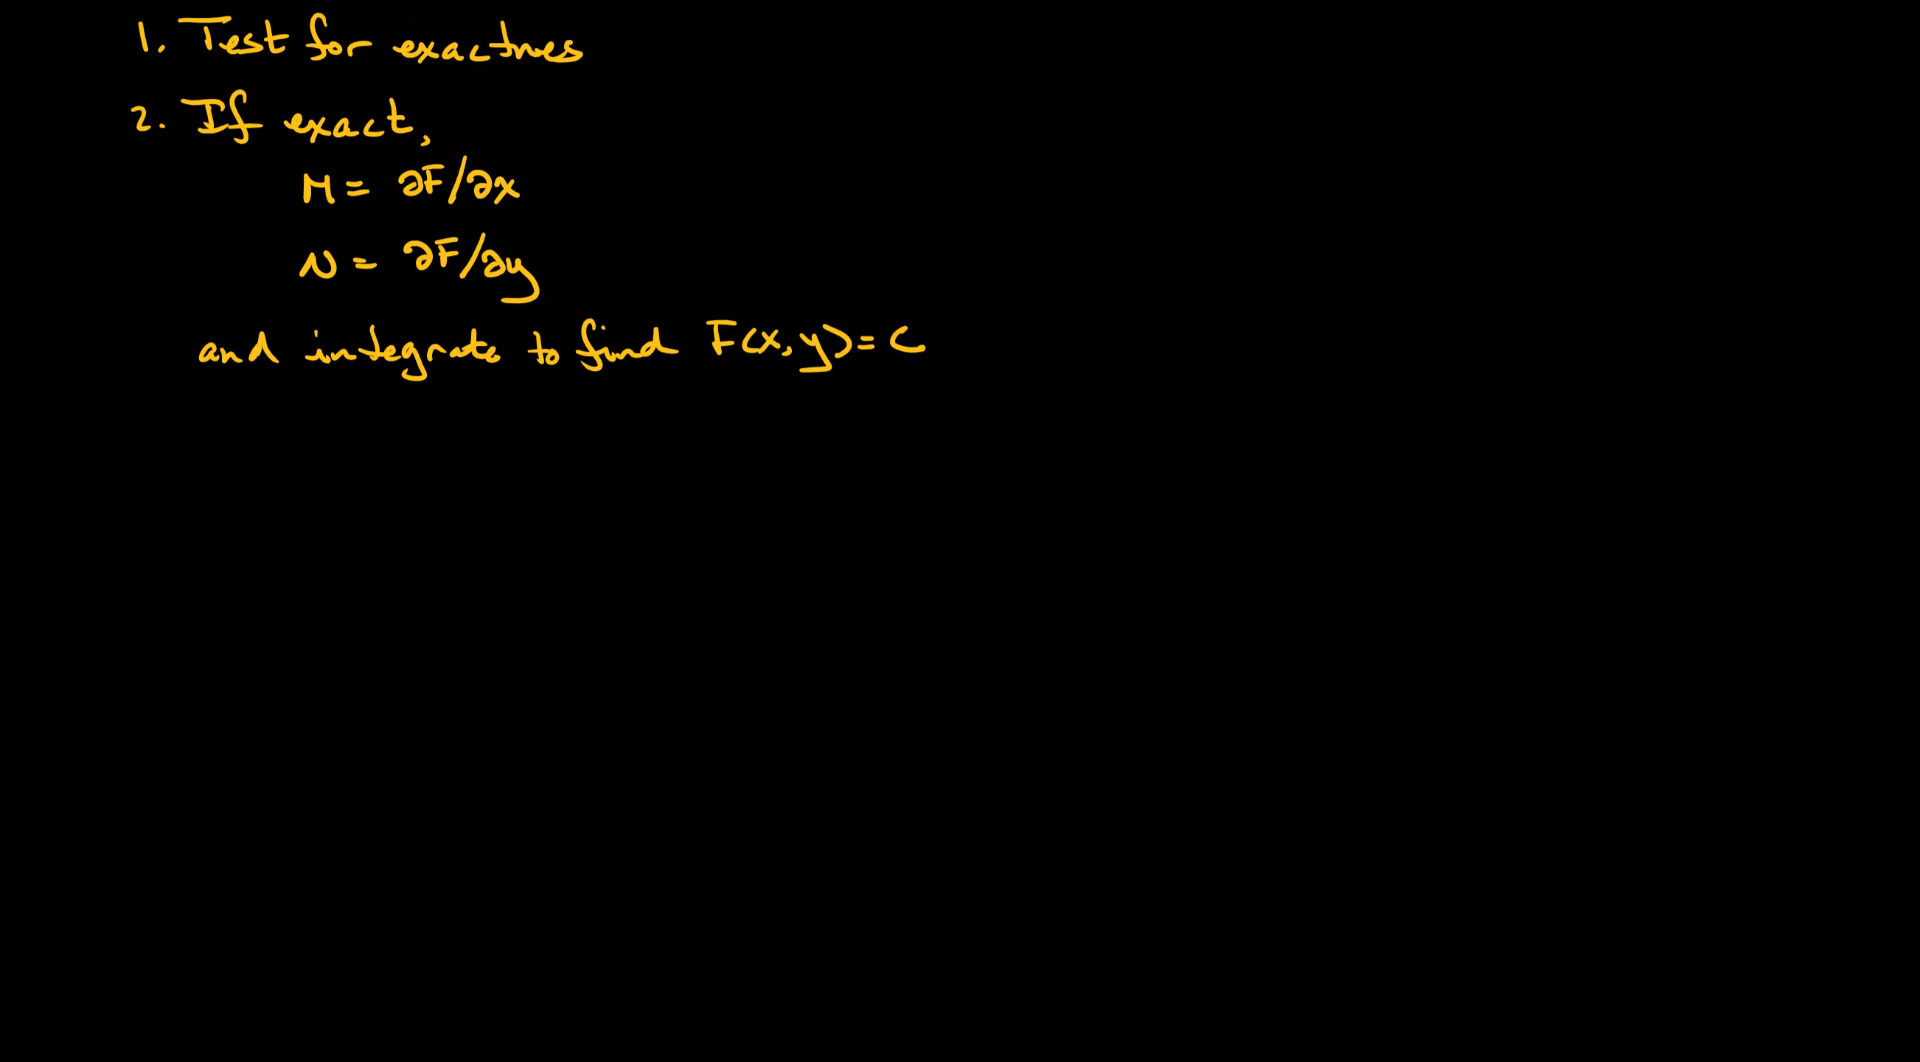 1. Test for exactnes
2. If exact,
M = ∂F/∂x
N = ∂F/∂y
and integrate to find F(x,y) = C